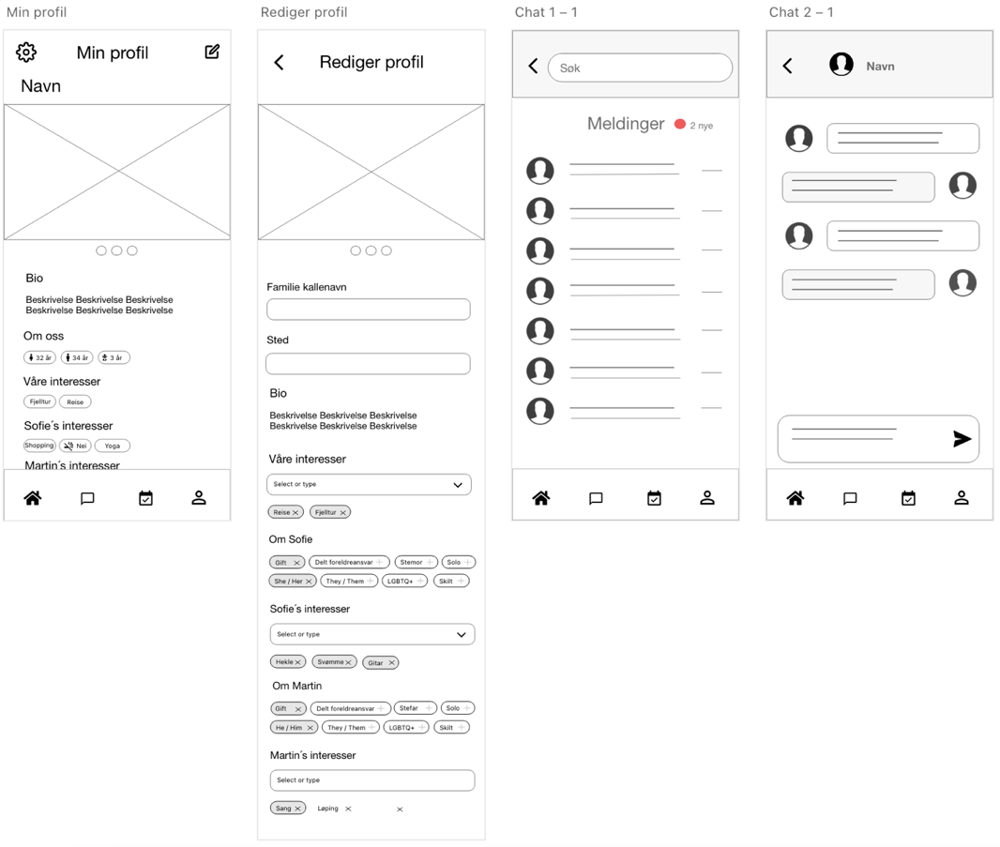 Min profil
Rediger profil
Chat 1 – 1
Chat 2 – 1
Min profil
Navn
Bio
Beskrivelse Beskrivelse Beskrivelse
Beskrivelse Beskrivelse Beskrivelse
Om oss
32 år
34 år
3 år
Våre interesser
Fjelltur
Reise
Sofie´s interesser
Shopping
Nei
Yoga
Martin´s interesser
Rediger profil
Familie kallenavn
Sted
Bio
Beskrivelse Beskrivelse Beskrivelse
Beskrivelse Beskrivelse Beskrivelse
Våre interesser
Select or type
Reise
Fjelltur
Om Sofie
Gift
Delt foreldreansvar
Stemor
Solo
She / Her
They / Them
LGBTQ+
Skilt
Sofie´s interesser
Select or type
Hekle
Svømme
Gitar
Om Martin
Gift
Delt foreldreansvar
Stefar
Solo
He / Him
They / Them
LGBTQ+
Skilt
Martin´s interesser
Select or type
Sang
Løping
Søk
Meldinger
2 nye
Navn